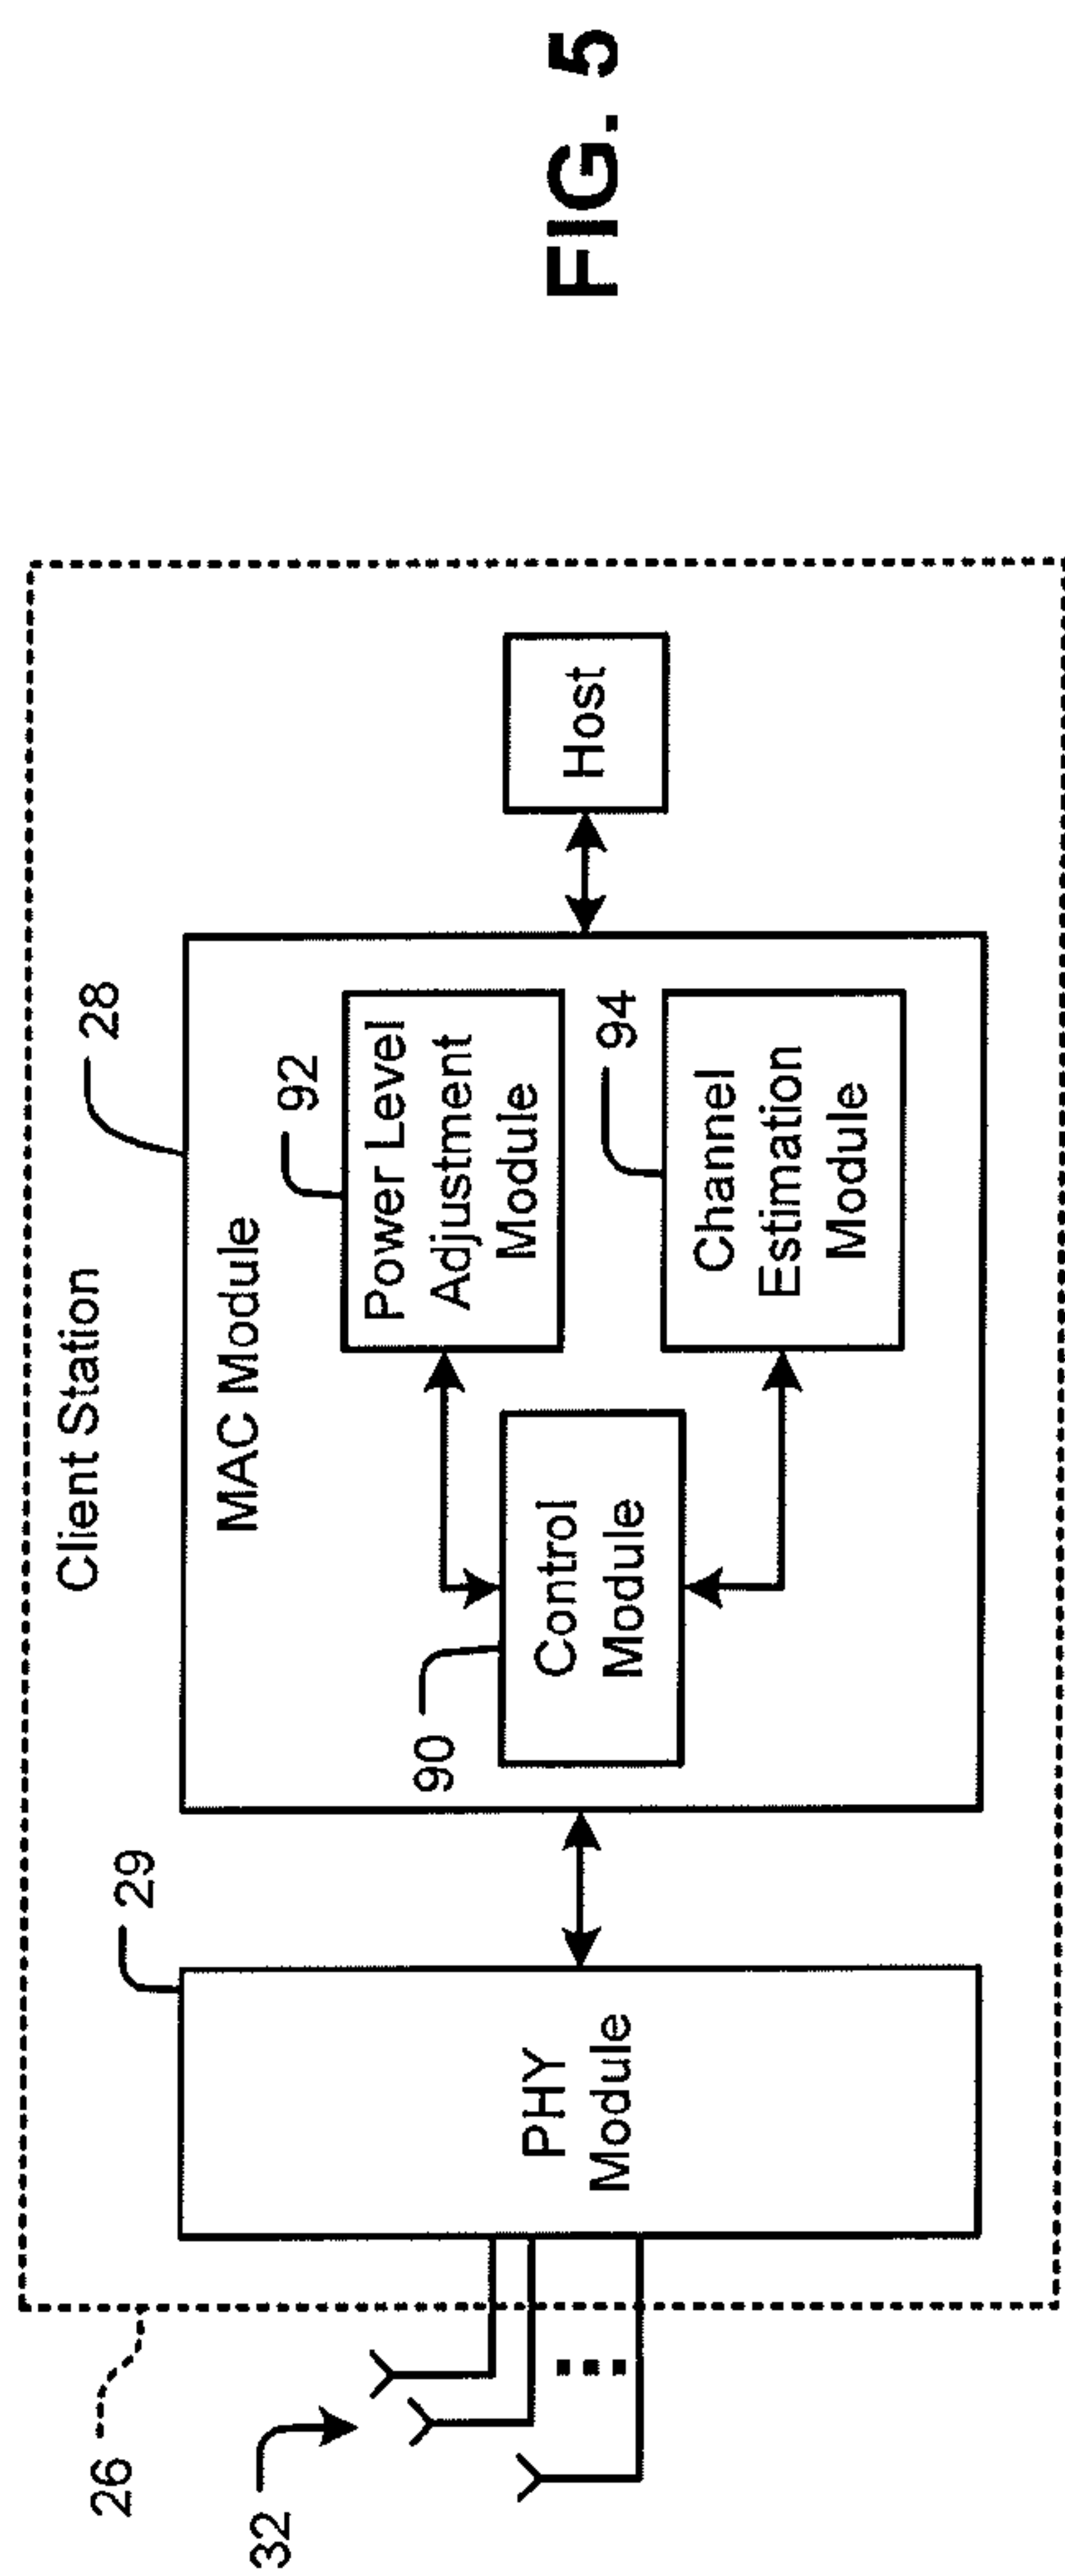 Client Station
26
32
29
28
PHY
Module
MAC Module
90
Control
Module
92
Power Level
Adjustment
Module
94
Channel
Estimation
Module
Host
FIG. 5